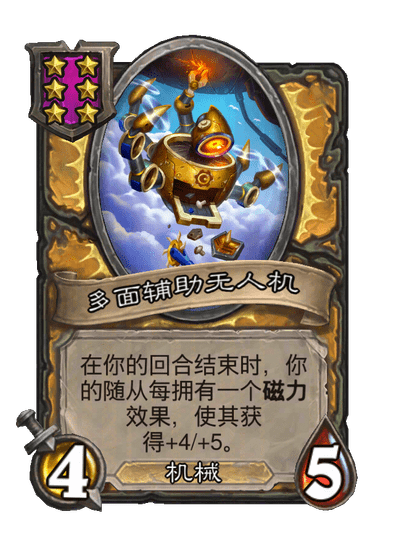 多面辅助无人机
在你的回合结束时，你
的随从每拥有一个磁力
效果，使其获
得+4/+5。
4
机械
5